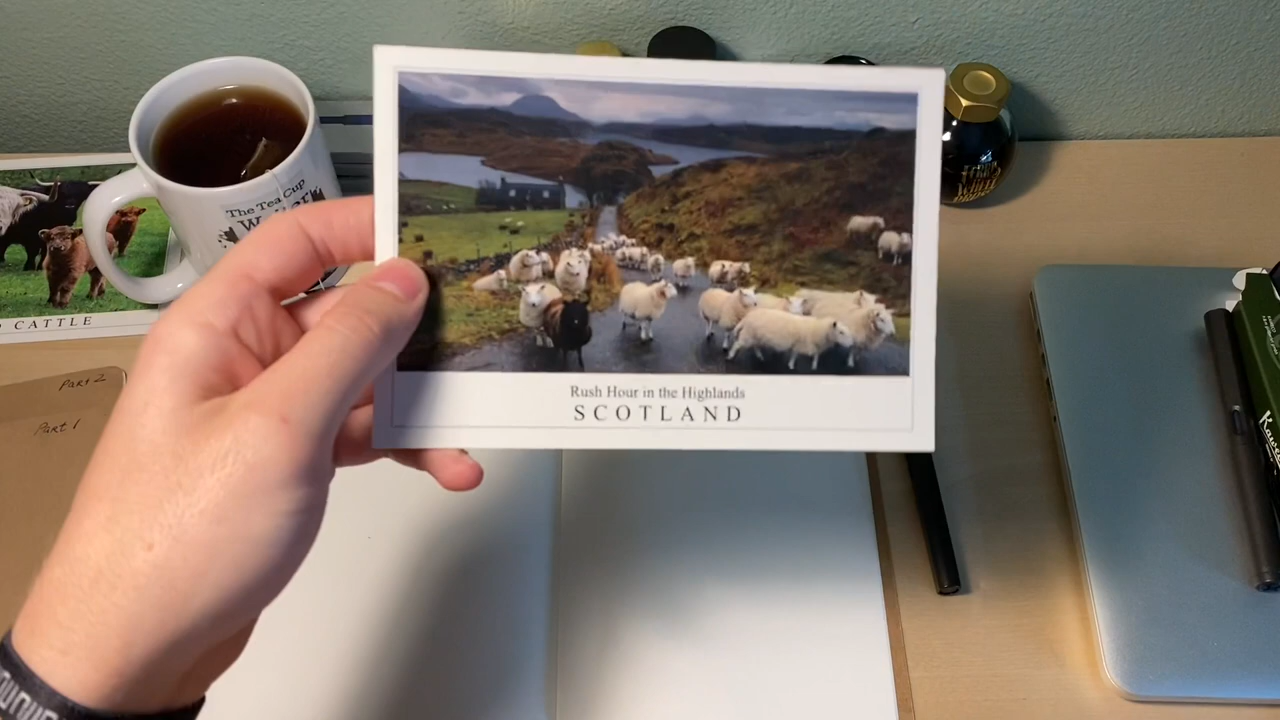 The Tea Cup
CATTLE
Part 2
Part 1
Rush Hour in the Highlands
SCOTLAND